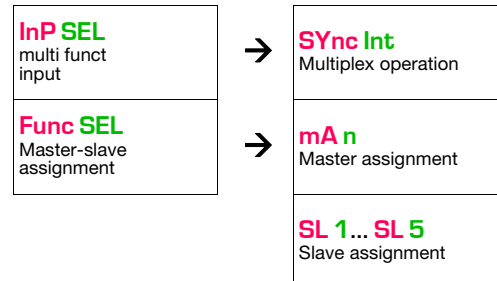 InP SEL
multi funct
input
→
SYnc Int
Multiplex operation
Func SEL
Master-slave
assignment
→
mA n
Master assignment
SL 1... SL 5
Slave assignment